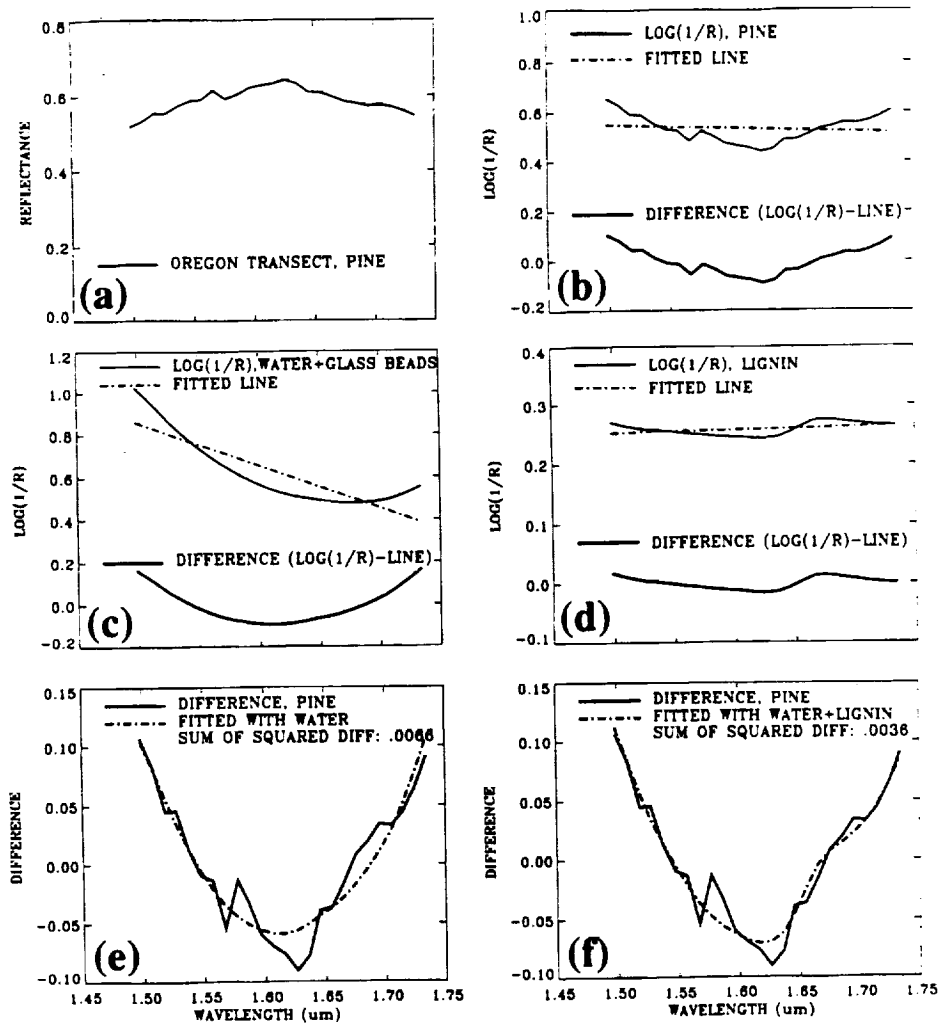 0.8
0.6
0.4
0.2
0.0
REFLECTANCE
OREGON TRANSECT, PINE
(a)
1.0
0.8
0.6
0.4
0.2
0.0
-0.2
LOG(1/R)
LOG(1/R), PINE
FITTED LINE
DIFFERENCE (LOG(1/R)-LINE)
(b)
1.2
1.0
0.8
0.6
0.4
0.2
0.0
-0.2
LOG(1/R)
LOG(1/R),WATER+GLASS BEADS
FITTED LINE
DIFFERENCE (LOG(1/R)-LINE)
(c)
0.4
0.3
0.2
0.1
0.0
-0.1
LOG(1/R)
LOG(1/R), LIGNIN
FITTED LINE
DIFFERENCE (LOG(1/R)-LINE)
(d)
0.15
0.10
0.05
0.00
-0.05
-0.10
DIFFERENCE
DIFFERENCE, PINE
FITTED WITH WATER
SUM OF SQUARED DIFF: .0066
(e)
1.45 1.50 1.55 1.60 1.65 1.70 1.75
WAVELENGTH (um)
0.15
0.10
0.05
0.00
-0.05
-0.10
DIFFERENCE
DIFFERENCE, PINE
FITTED WITH WATER+LIGNIN
SUM OF SQUARED DIFF: .0036
(f)
1.45 1.50 1.55 1.60 1.65 1.70 1.75
WAVELENGTH (um)